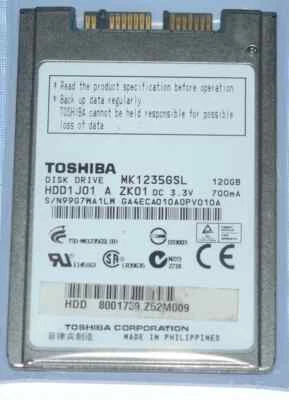 * Read the product specification before operation
* Back up data regularly
TOSHIBA cannot be held responsible for possible
loss of data
TOSHIBA
DISK DRIVE MK1235GSL 120GB
HDD1J01 A ZK01 DC 3.3V 700mA
S/N99G7WA1LW GA4ECA010A0PV010A
HDD 8001739.Z52M009
TOSHIBA CORPORATION
MADE IN PHILIPPINES